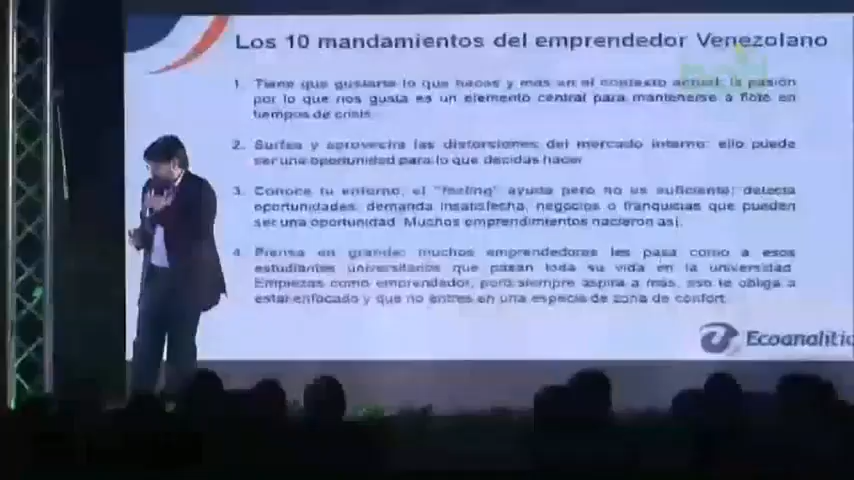 Los 10 mandamientos del emprendedor Venezolano
1. Tiene que gustarte lo que haces y mas en el contexto actual: la pasión
por lo que nos gusta es un elemento central para mantenerse a flote en
tiempos de crisis.
2. Surfea y aprovecha las distorsiones del mercado interno: ello puede
ser una oportunidad para lo que decidas hacer
3. Conoce tu entorno, el "feeling" ayuda pero no es suficiente: detecta
oportunidades, demanda insatisfecha, negocios o franquicias que pueden
ser una oportunidad. Muchos emprendimientos nacieron así.
4. Piensa en grande: muchos emprendedores les pasa como a esos
estudiantes universitarios que pasan toda su vida en la universidad.
Empiezas como emprendedor, pero siempre aspira a más, eso te obliga a
estar enfocado y que no entres en una especie de zona de confort.
Ecoanalític